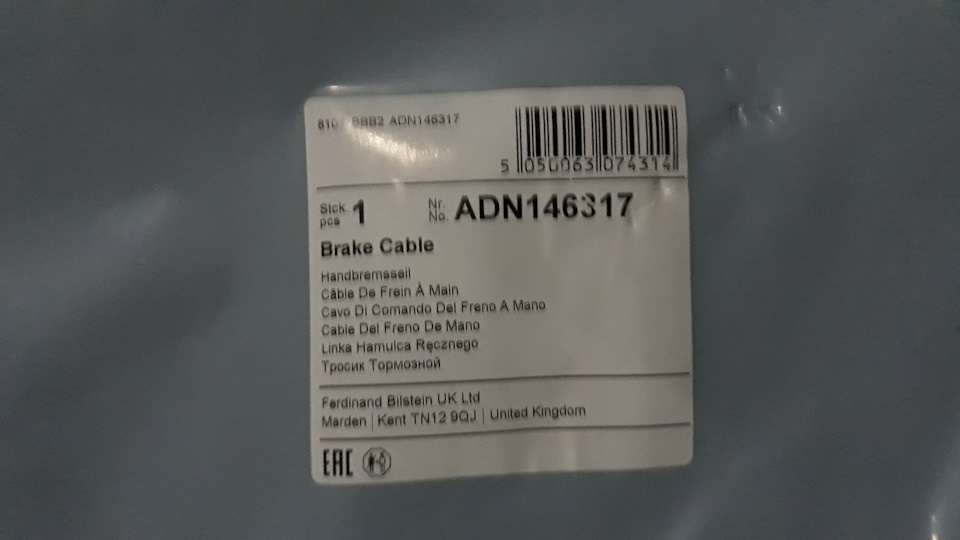 ADN146317
5 050063 074314
Stck. pcs 1 Nr. No. ADN146317
Brake Cable
Handbremsseil
Câble De Frein À Main
Cavo Di Comando Del Freno A Mano
Cable Del Freno De Mano
Linka Hamulca Ręcznego
Тросик Тормозной
Ferdinand Bilstein UK Ltd
Marden | Kent TN12 9QJ | United Kingdom
EAC